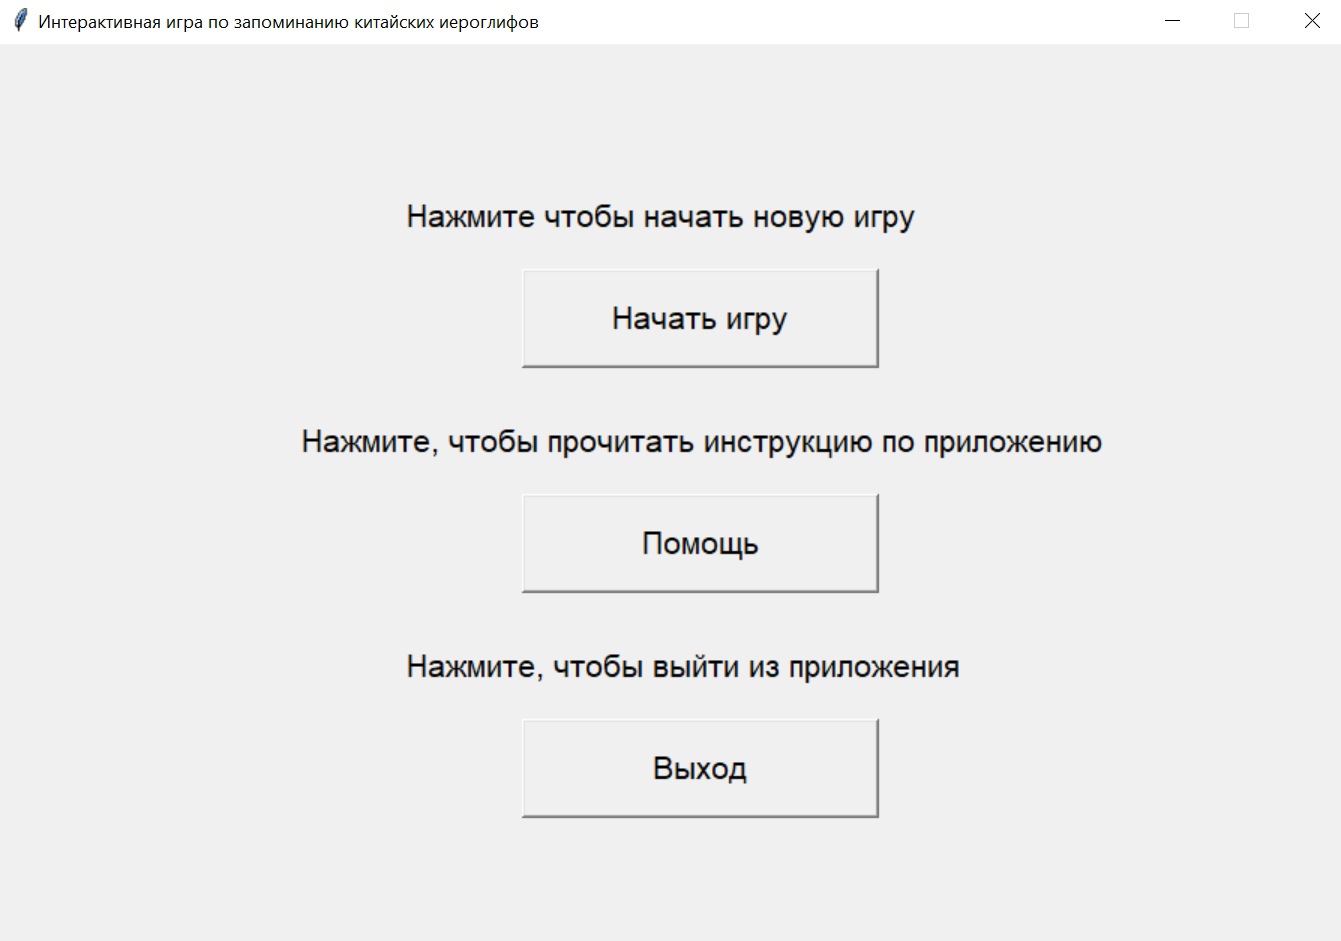 Интерактивная игра по запоминанию китайских иероглифов
Нажмите чтобы начать новую игру
Начать игру
Нажмите, чтобы прочитать инструкцию по приложению
Помощь
Нажмите, чтобы выйти из приложения
Выход